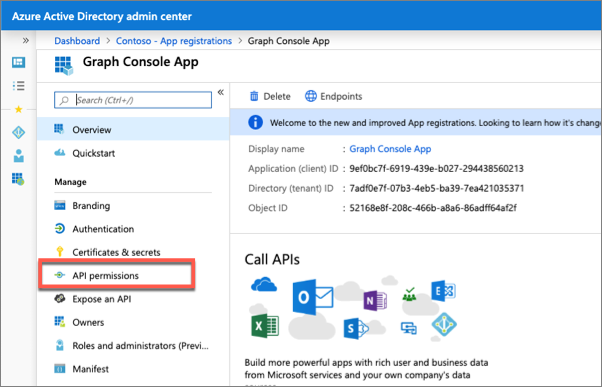 Azure Active Directory admin center
Dashboard > Contoso - App registrations > Graph Console App
Graph Console App
Search (Ctrl+/)
Overview
Quickstart
Manage
Branding
Authentication
Certificates & secrets
API permissions
Expose an API
Owners
Roles and administrators (Previ...
Manifest
Delete
Endpoints
Welcome to the new and improved App registrations. Looking to learn how it's change
Display name : Graph Console App
Application (client) ID : 9ef0bc7f-6919-439e-b027-294438560213
Directory (tenant) ID : 7adf0e7f-07b3-4eb5-ba39-7ea421035371
Object ID : 52168e8f-208c-466b-a8a6-86adff64af2f
Call APIs
Build more powerful apps with rich user and business data
from Microsoft services and your own company's data